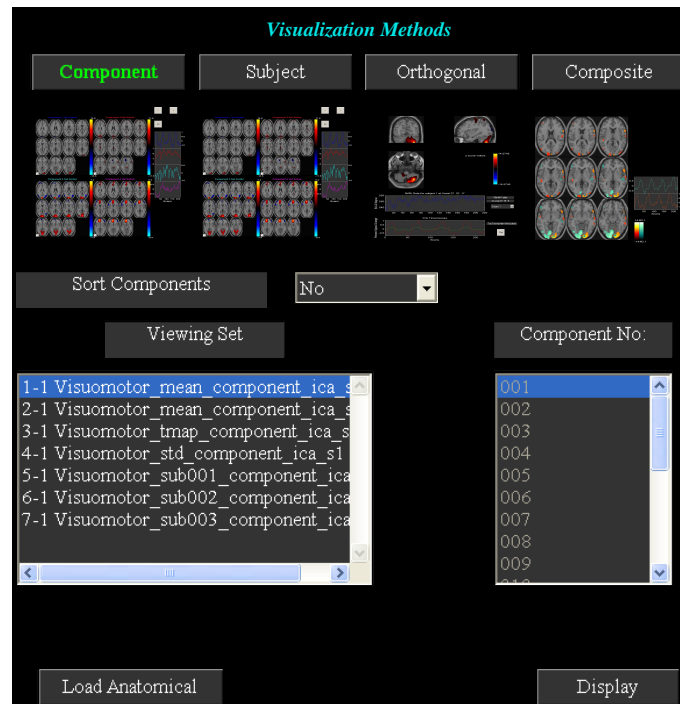 Visualization Methods
Component Subject Orthogonal Composite
Sort Components No
Viewing Set
Component No:
1-1 Visuomotor_mean_component_ica_s
2-1 Visuomotor_mean_component_ica_s
3-1 Visuomotor_tmap_component_ica_s
4-1 Visuomotor_std_component_ica_s1
5-1 Visuomotor_sub001_component_ica
6-1 Visuomotor_sub002_component_ica
7-1 Visuomotor_sub003_component_ica
001
002
003
004
005
006
007
008
009
Load Anatomical
Display